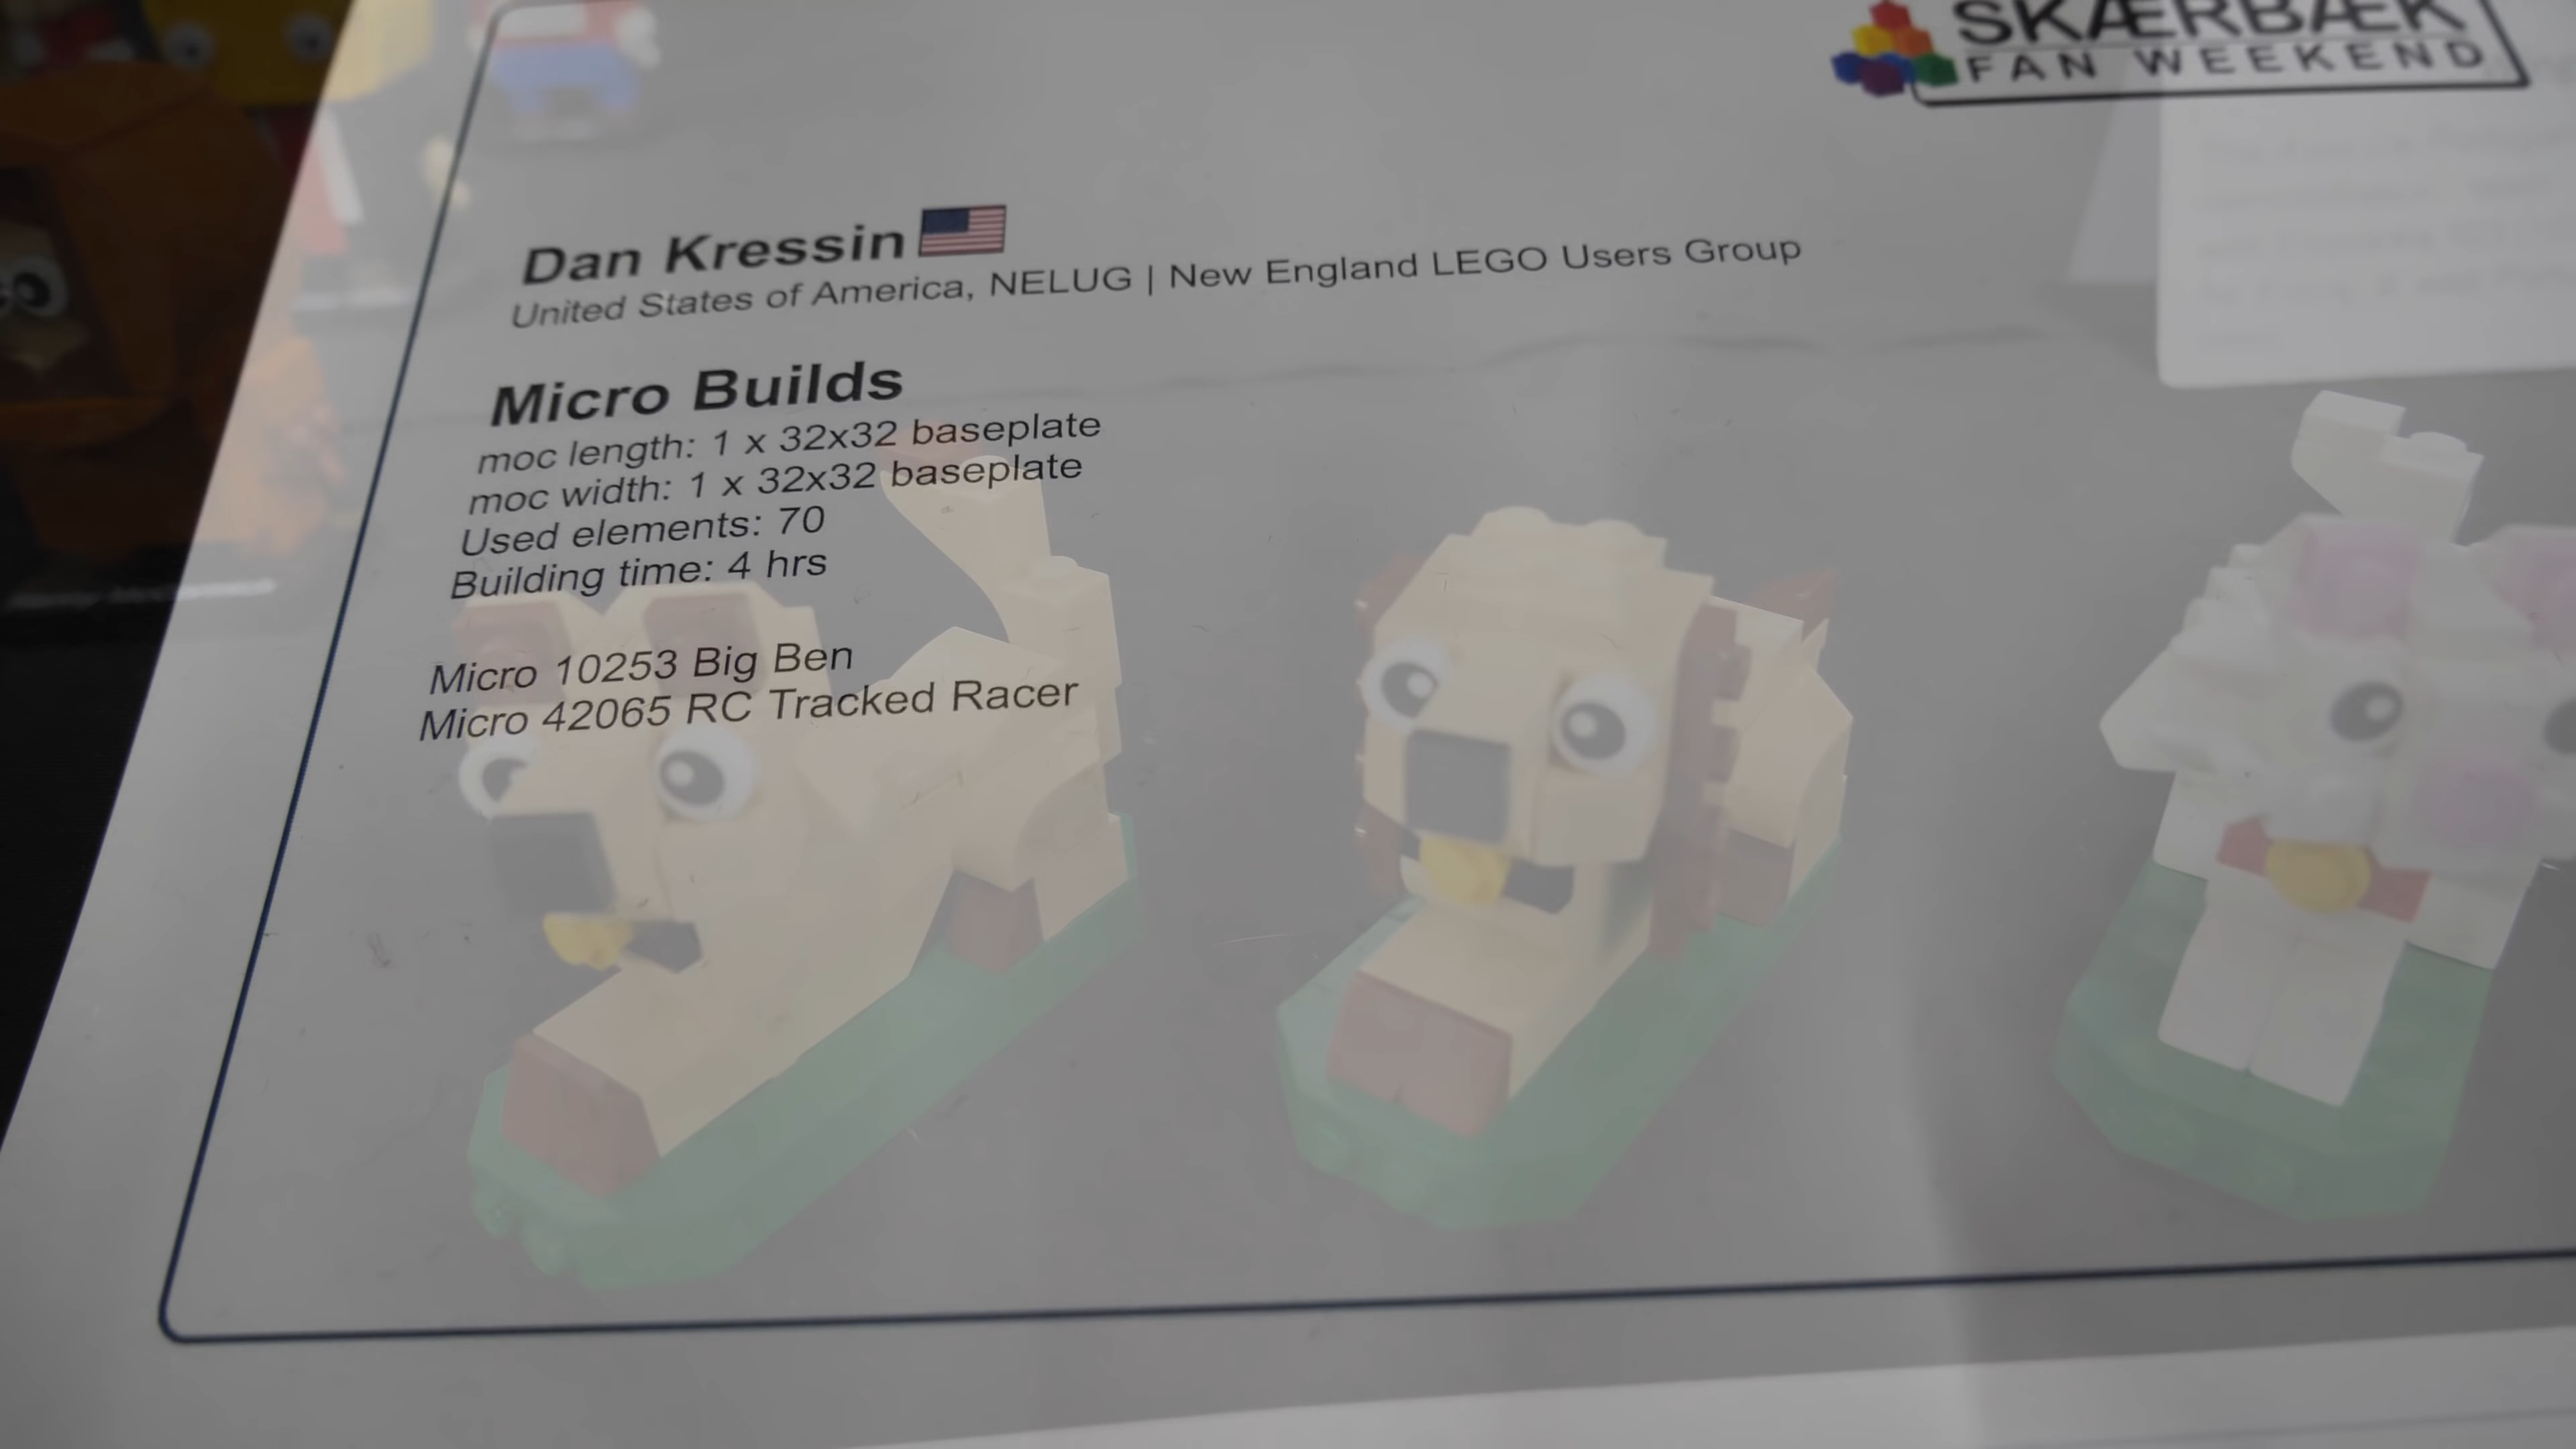 SKÆRBÆK
FAN WEEKEND
Dan Kressin
United States of America, NELUG | New England LEGO Users Group
Micro Builds
moc length: 1 x 32x32 baseplate
moc width: 1 x 32x32 baseplate
Used elements: 70
Building time: 4 hrs
Micro 10253 Big Ben
Micro 42065 RC Tracked Racer